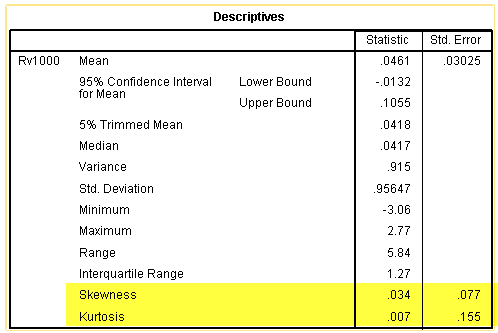 Descriptives
Statistic Std. Error
Rv1000 Mean .0461 .03025
95% Confidence Interval for Mean Lower Bound -.0132
Upper Bound .1055
5% Trimmed Mean .0418
Median .0417
Variance .915
Std. Deviation .95647
Minimum -3.06
Maximum 2.77
Range 5.84
Interquartile Range 1.27
Skewness .034 .077
Kurtosis .007 .155